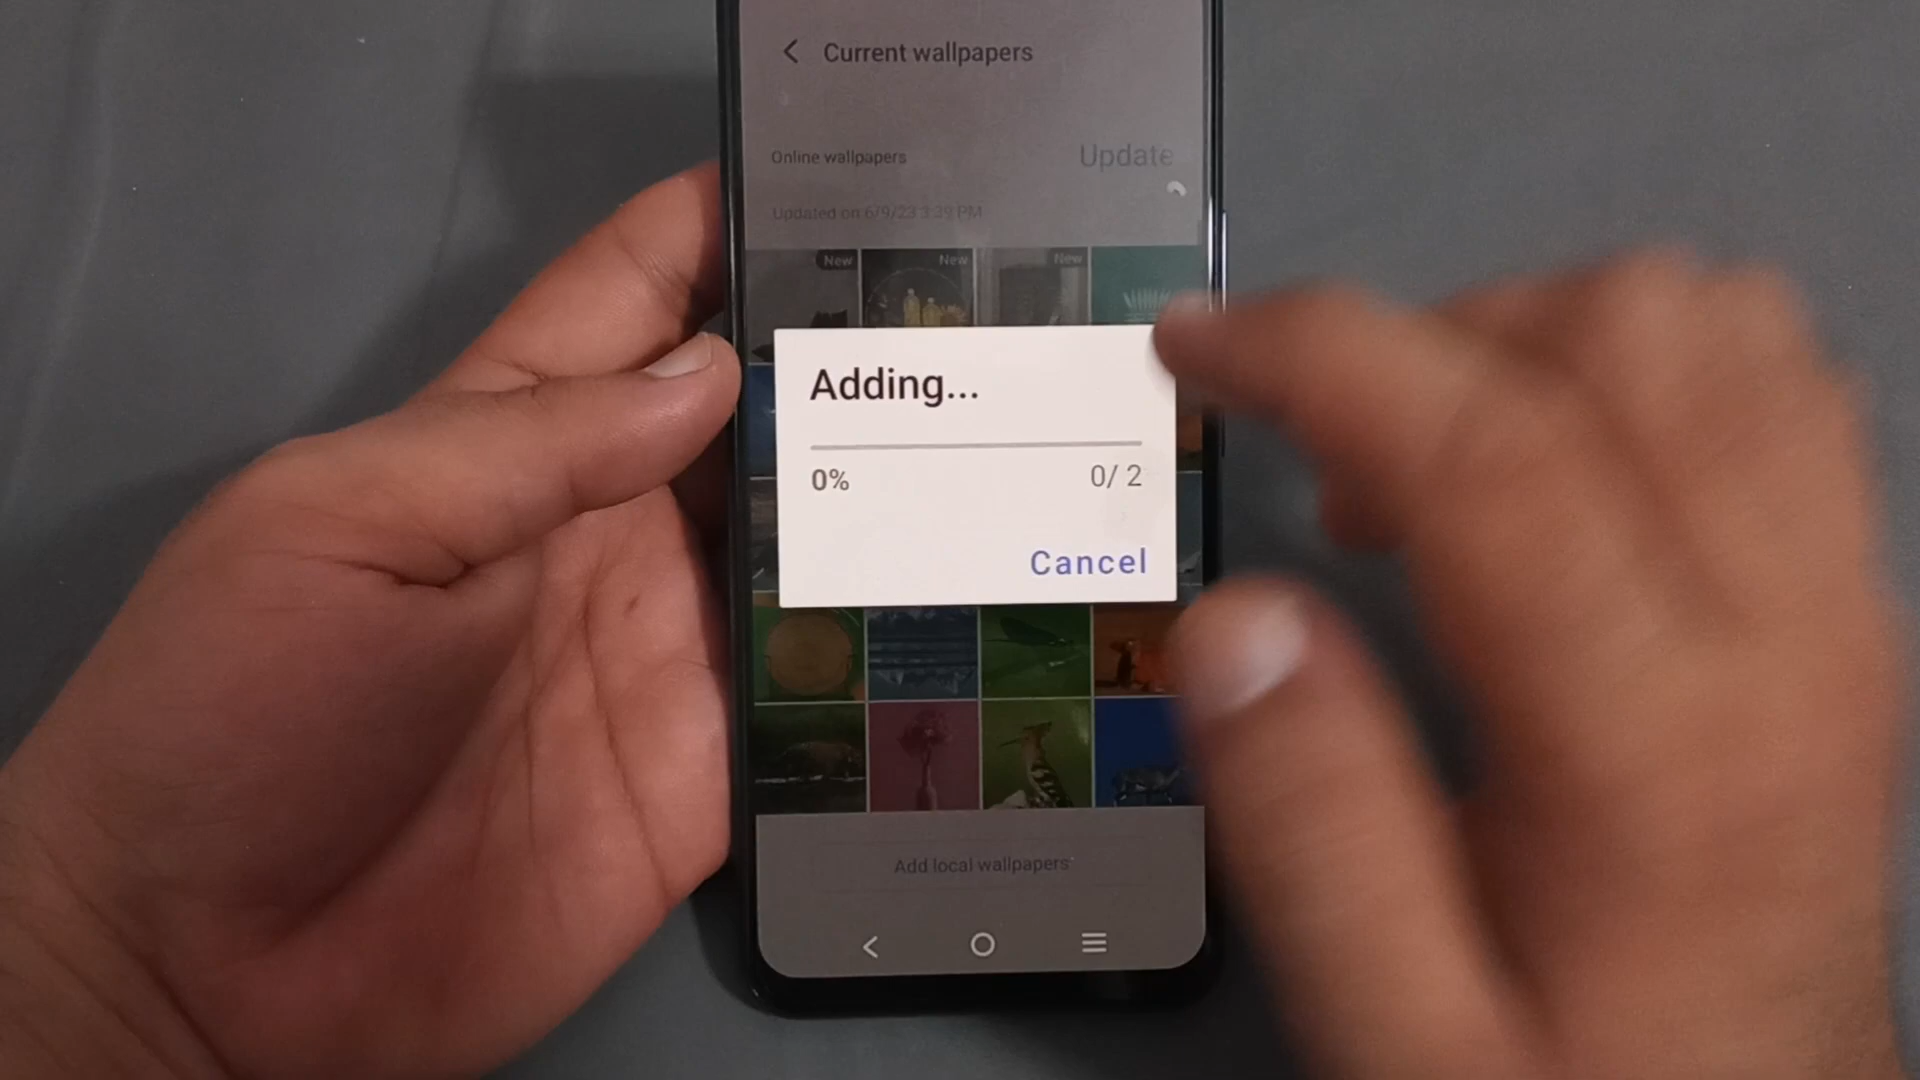 Current wallpapers
Online wallpapers
Update
Updated on 6/9/23 3:39 PM
New New New
Adding...
0% 0/ 2
Cancel
Add local wallpapers